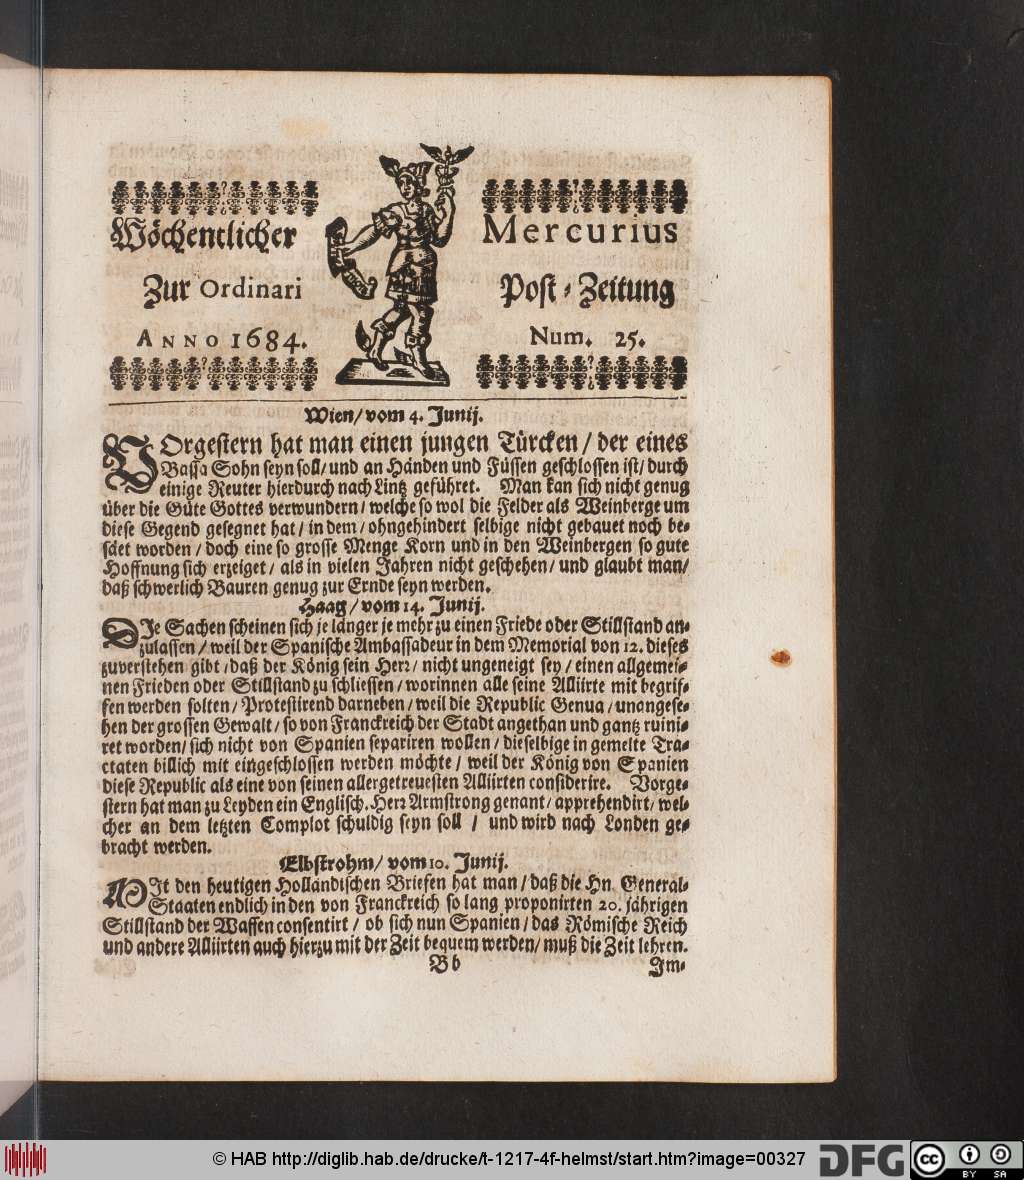 Wöchentlicher Mercurius
Zur Ordinari Post-Zeitung
ANNO 1684. Num. 25.
Wien/ vom 4. Junij.
VOrgestern hat man einen jungen Türcken/ der eines
Bassa Sohn seyn soll/ und an Händen und Füssen geschlossen ist/ durch
einige Reuter hierdurch nach Lintz geführet. Man kan sich nicht genug
über die Güte Gottes verwundern/ welche so wol die Felder als Weinberge um
diese Gegend gesegnet hat/ in dem/ ohngehindert selbige nicht gebauet noch be-
säet worden/ doch eine so grosse Menge Korn und in den Weinbergen so gute
Hoffnung sich erzeiget/ als in vielen Jahren nicht geschehen/ und glaubt man/
daß schwerlich Bauren genug zur Ernde seyn werden.
Haag/ vom 14. Junij.
DIe Sachen scheinen sich je länger je mehr zu einen Friede oder Stillstand an-
zulassen/ weil der Spanische Ambassadeur in dem Memorial von 12. dieses
zuverstehen gibt/ daß der König sein Herr/ nicht ungeneigt sey/ einen allgemei-
nen Frieden oder Stillstand zu schliessen/ worinnen alle seine Alliirte mit begrif-
fen werden solten/ Protestirend darneben/ weil die Republic Genua/ unangese-
hen der grossen Gewalt/ so von Franckreich der Stadt angethan und gantz ruini-
ret worden/ sich nicht von Spanien separiren wollen/ dieselbige in gemelte Tra-
ctaten billich mit eingeschlossen werden möchte/ weil der König von Spanien
diese Republic als eine von seinen allergetreuesten Alliirten considerire. Vorge-
stern hat man zu Leyden ein Englisch. Herr Armstrong genant/ apprehendirt/ wel-
cher an dem letzten Complot schuldig seyn soll/ und wird nach Londen ge-
bracht werden.
Elbstrohm/ vom 10. Junij.
MIt den heutigen Holländischen Briefen hat man/ daß die Hn. General-
Staaten endlich in den von Franckreich so lang proponirten 20. jährigen
Stillstand der Waffen consentirt/ ob sich nun Spanien/ das Römische Reich
und andere Alliirten auch hierzu mit der Zeit bequem werden/ muß die Zeit lehren.
Bb Im-
© HAB http://diglib.hab.de/drucke/t-1217-4f-helmst/start.htm?image=00327 DFG cc BY SA